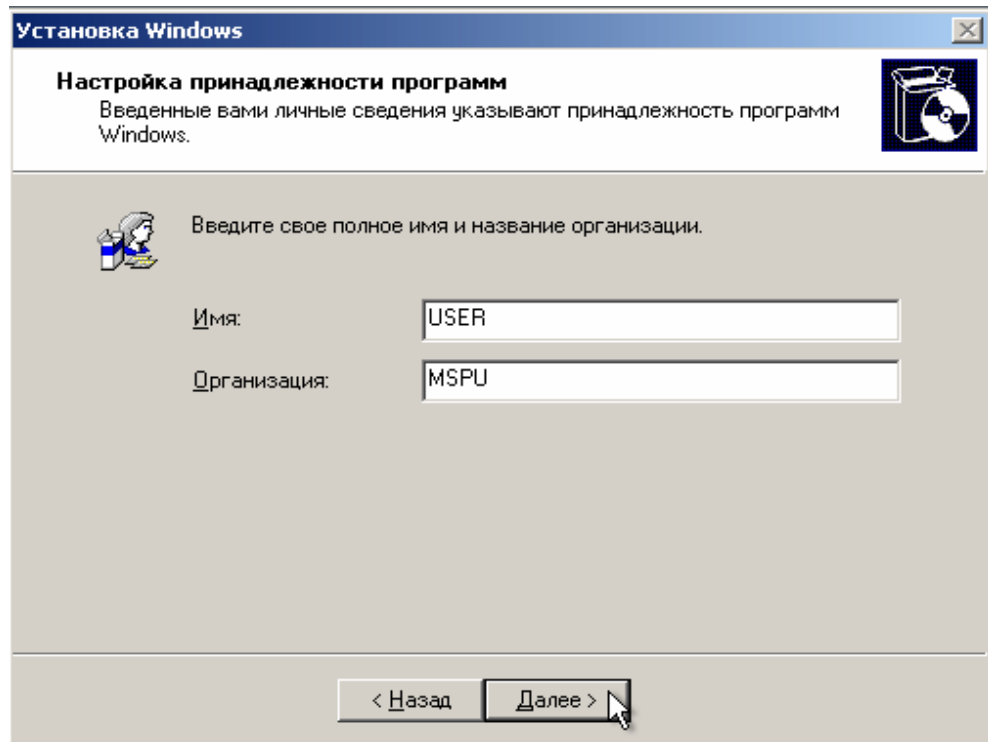 Установка Windows
Настройка принадлежности программ
Введенные вами личные сведения указывают принадлежность программ
Windows.
Введите свое полное имя и название организации.
Имя: USER
Организация: MSPU
< Назад Далее >